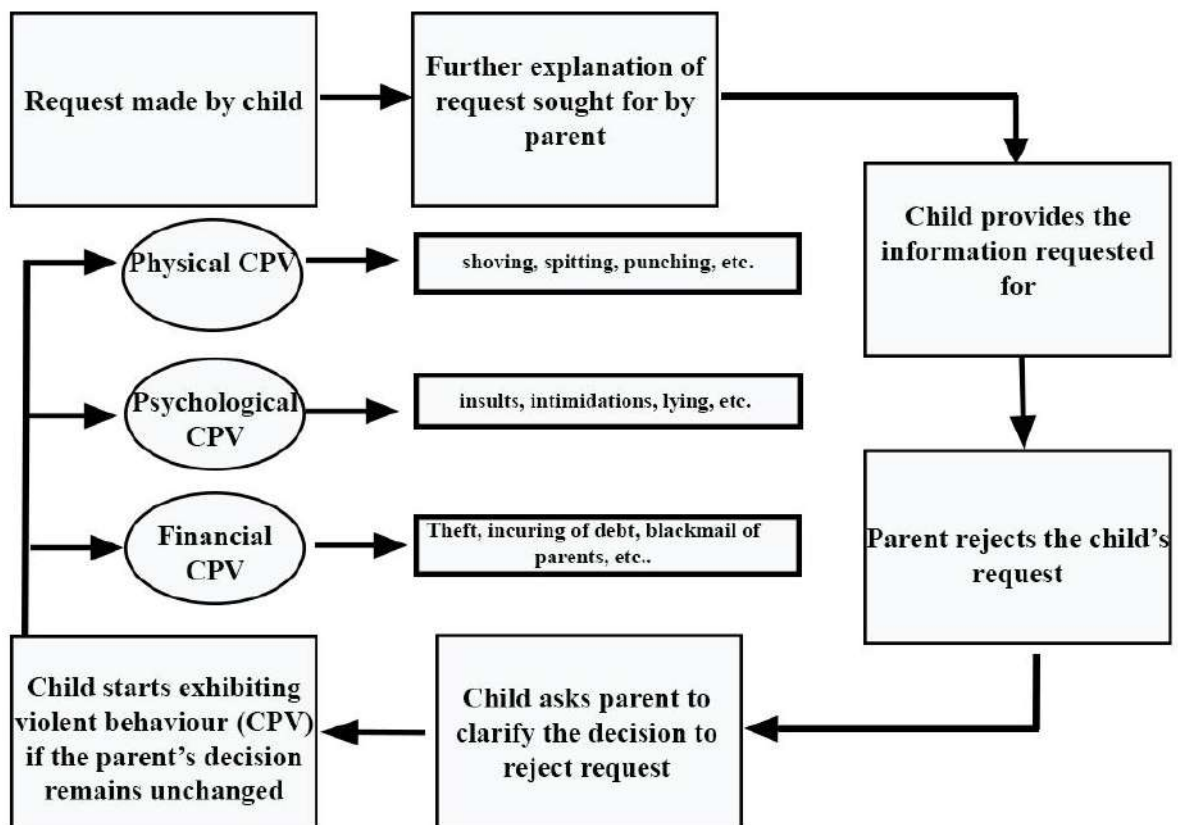 Request made by child
Further explanation of
request sought for by
parent
Child provides the
information requested
for
Parent rejects the child's
request
Child asks parent to
clarify the decision to
reject request
Child starts exhibiting
violent behaviour (CPV)
if the parent's decision
remains unchanged
Physical CPV
shoving, spitting, punching, etc.
Psychological
CPV
insults, intimidations, lying, etc.
Financial
CPV
Theft, incuring of debt, blackmail of
parents, etc..